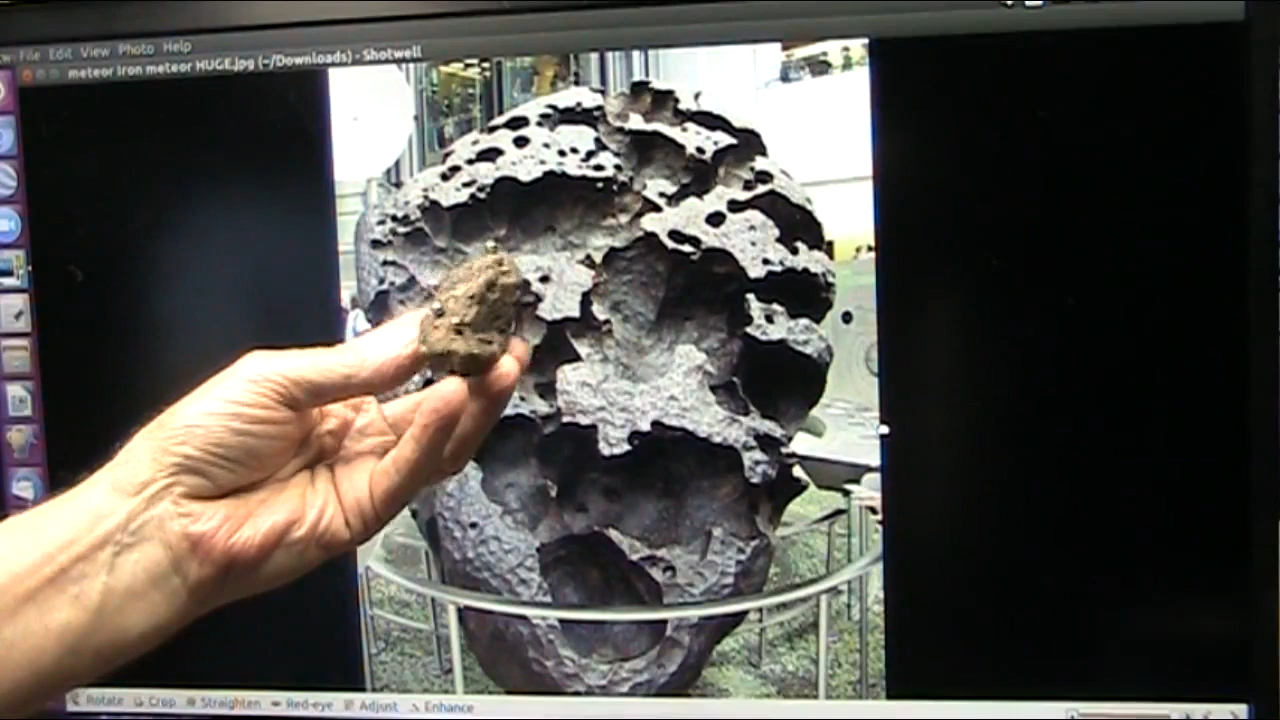 File Edit View Photo Help
meteor iron meteor HUGE.jpg (~/Downloads) - Shotwell
Rotate Crop Straighten Red-eye Adjust Enhance